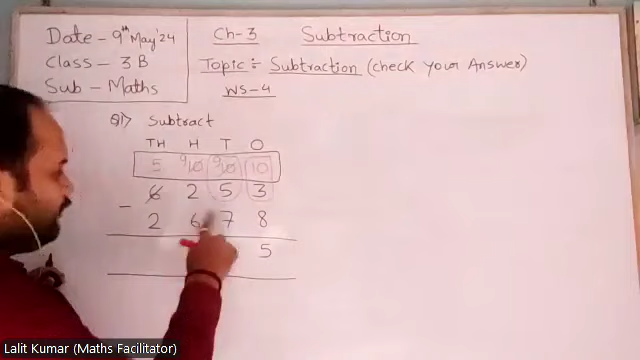 Date - 9th May'24
Class - 3 B
Sub - Maths
Ch-3 Subtraction
Topic ÷ Subtraction (check your Answer)
WS-4
Q1) Subtract
TH H T O
5 9 10 9 10 10
6 2 5 3
- 2 6 7 8
5
Lalit Kumar (Maths Facilitator)